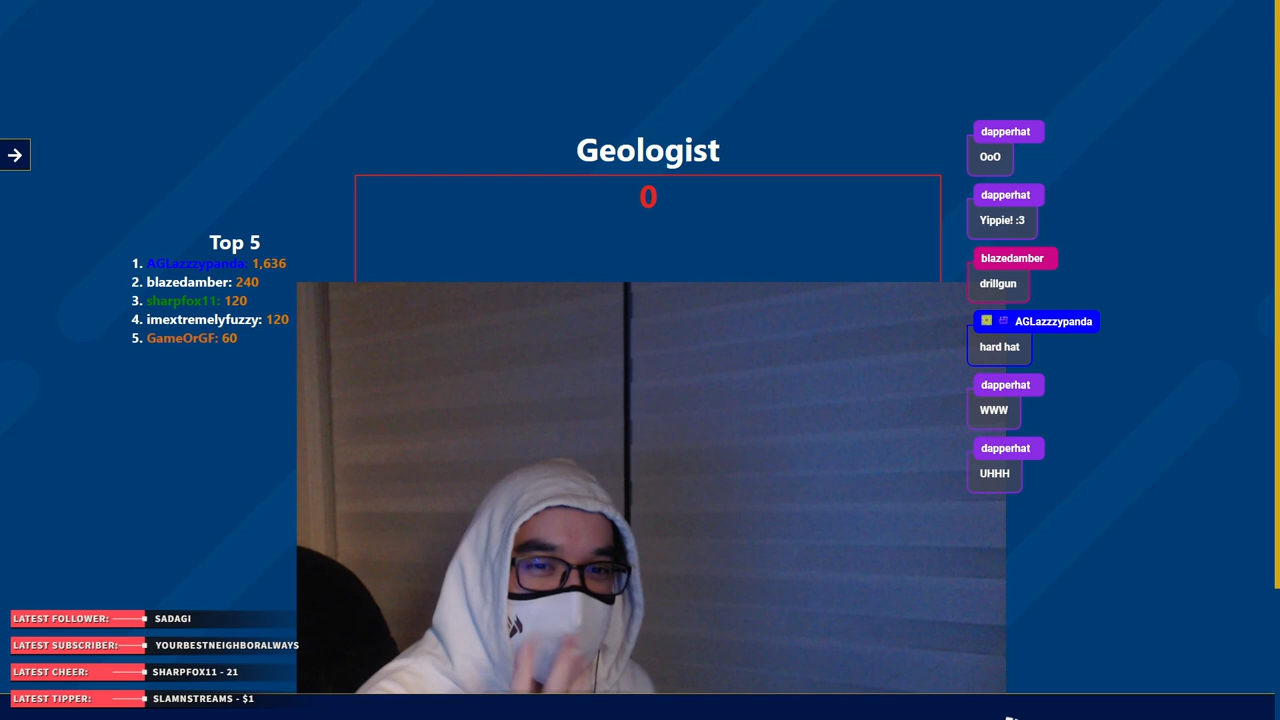 Geologist
0
Top 5
1. AGLazzzypanda: 1,636
2. blazedamber: 240
3. sharpfox11: 120
4. imextremelyfuzzy: 120
5. GameOrGF: 60
dapperhat
OoO
dapperhat
Yippie! :3
blazedamber
drillgun
AGLazzzypanda
hard hat
dapperhat
WWW
dapperhat
UHHH
LATEST FOLLOWER: SADAGI
LATEST SUBSCRIBER: YOURBESTNEIGHBORALWAYS
LATEST CHEER: SHARPFOX11 - 21
LATEST TIPPER: SLAMNSTREAMS - $1